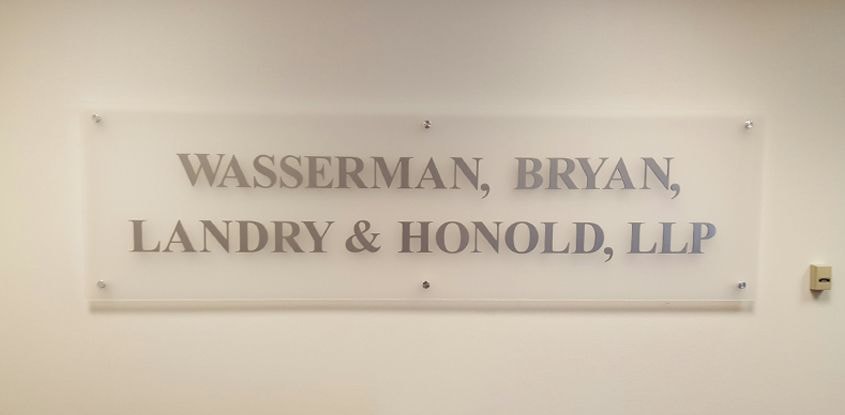 WASSERMAN, BRYAN,
LANDRY & HONOLD, LLP